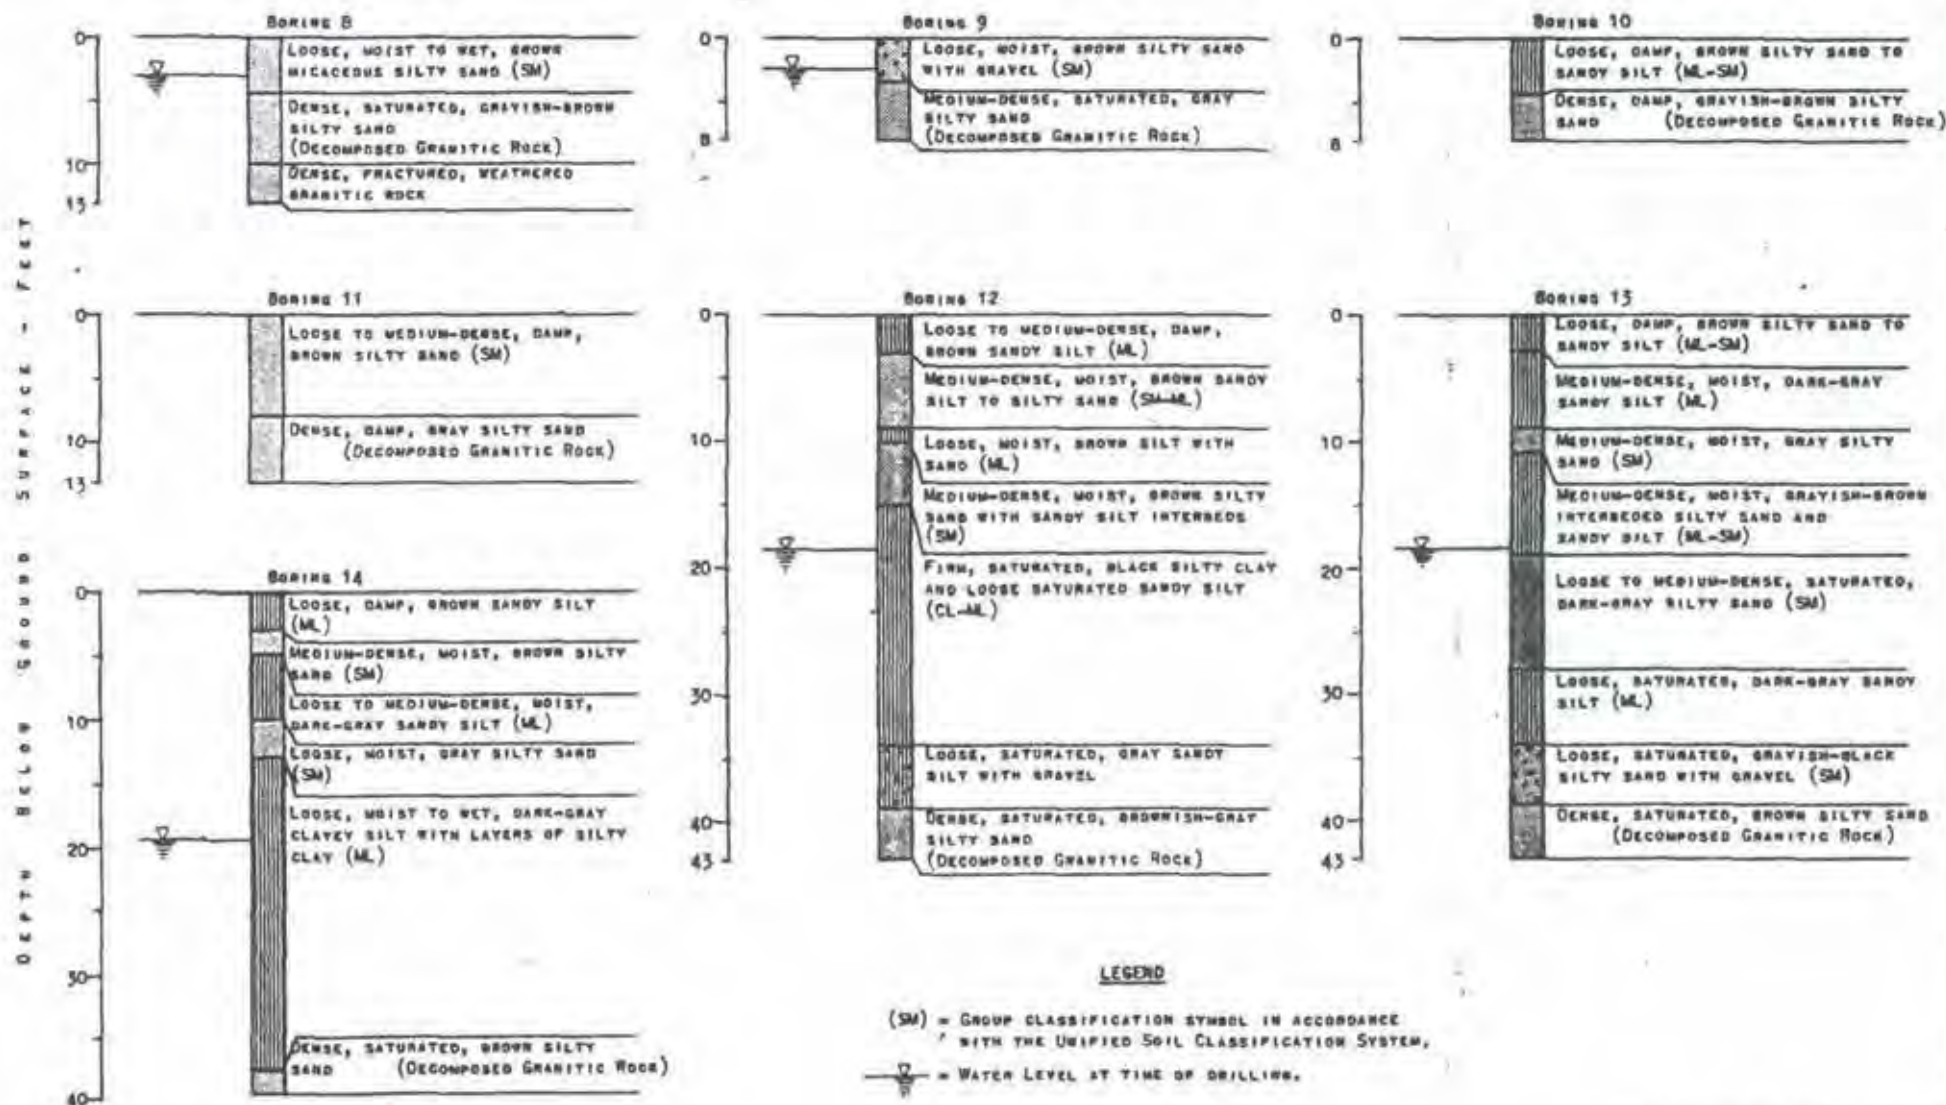 BORING 8
0
LOOSE, MOIST TO WET, BROWN
MICACEOUS SILTY SAND (SM)
DENSE, SATURATED, GRAYISH-BROWN
SILTY SAND
(DECOMPOSED GRANITIC ROCK)
10
DENSE, FRACTURED, WEATHERED
GRANITIC ROCK
13
BORING 9
0
LOOSE, MOIST, BROWN SILTY SAND
WITH GRAVEL (SM)
MEDIUM-DENSE, SATURATED, GRAY
SILTY SAND
(DECOMPOSED GRANITIC ROCK)
8
BORING 10
0
LOOSE, DAMP, BROWN SILTY SAND TO
SANDY SILT (ML-SM)
DENSE, DAMP, GRAYISH-BROWN SILTY
SAND (DECOMPOSED GRANITIC ROCK)
8
DEPTH BELOW GROUND SURFACE - FEET
BORING 11
0
LOOSE TO MEDIUM-DENSE, DAMP,
BROWN SILTY SAND (SM)
10
DENSE, DAMP, GRAY SILTY SAND
(DECOMPOSED GRANITIC ROCK)
13
BORING 12
0
LOOSE TO MEDIUM-DENSE, DAMP,
BROWN SANDY SILT (ML)
MEDIUM-DENSE, MOIST, BROWN SANDY
SILT TO SILTY SAND (SM-ML)
10
LOOSE, MOIST, BROWN SILT WITH
SAND (ML)
MEDIUM-DENSE, MOIST, BROWN SILTY
SAND WITH SANDY SILT INTERBEDS
(SM)
20
FIRM, SATURATED, BLACK SILTY CLAY
AND LOOSE SATURATED SANDY SILT
(CL-ML)
30
LOOSE, SATURATED, GRAY SANDY
SILT WITH GRAVEL
40
DENSE, SATURATED, BROWNISH-GRAY
SILTY SAND
(DECOMPOSED GRANITIC ROCK)
43
BORING 13
0
LOOSE, DAMP, BROWN SILTY SAND TO
SANDY SILT (ML-SM)
MEDIUM-DENSE, MOIST, DARK-GRAY
SANDY SILT (ML)
10
MEDIUM-DENSE, MOIST, GRAY SILTY
SAND (SM)
MEDIUM-DENSE, MOIST, GRAYISH-BROWN
INTERBEDED SILTY SAND AND
SANDY SILT (ML-SM)
20
LOOSE TO MEDIUM-DENSE, SATURATED,
DARK-GRAY SILTY SAND (SM)
30
LOOSE, SATURATED, DARK-GRAY SANDY
SILT (ML)
LOOSE, SATURATED, GRAYISH-BLACK
SILTY SAND WITH GRAVEL (SM)
40
DENSE, SATURATED, BROWN SILTY SAND
(DECOMPOSED GRANITIC ROCK)
43
BORING 14
0
LOOSE, DAMP, BROWN SANDY SILT
(ML)
MEDIUM-DENSE, MOIST, BROWN SILTY
SAND (SM)
LOOSE TO MEDIUM-DENSE, MOIST,
DARK-GRAY SANDY SILT (ML)
10
LOOSE, MOIST, GRAY SILTY SAND
(SM)
LOOSE, MOIST TO WET, DARK-GRAY
CLAYEY SILT WITH LAYERS OF SILTY
CLAY (ML)
20
30
DENSE, SATURATED, BROWN SILTY
SAND (DECOMPOSED GRANITIC ROCK)
40
LEGEND
(SM) = GROUP CLASSIFICATION SYMBOL IN ACCORDANCE
WITH THE UNIFIED SOIL CLASSIFICATION SYSTEM.
= WATER LEVEL AT TIME OF DRILLING.